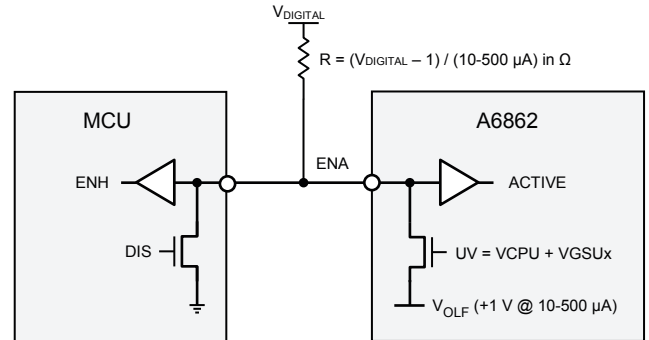 VDIGITAL
R = (VDIGITAL – 1) / (10-500 µA) in Ω
MCU
A6862
ENA
ENH
ACTIVE
DIS
UV = VCPU + VGSUx
VOLF (+1 V @ 10-500 µA)